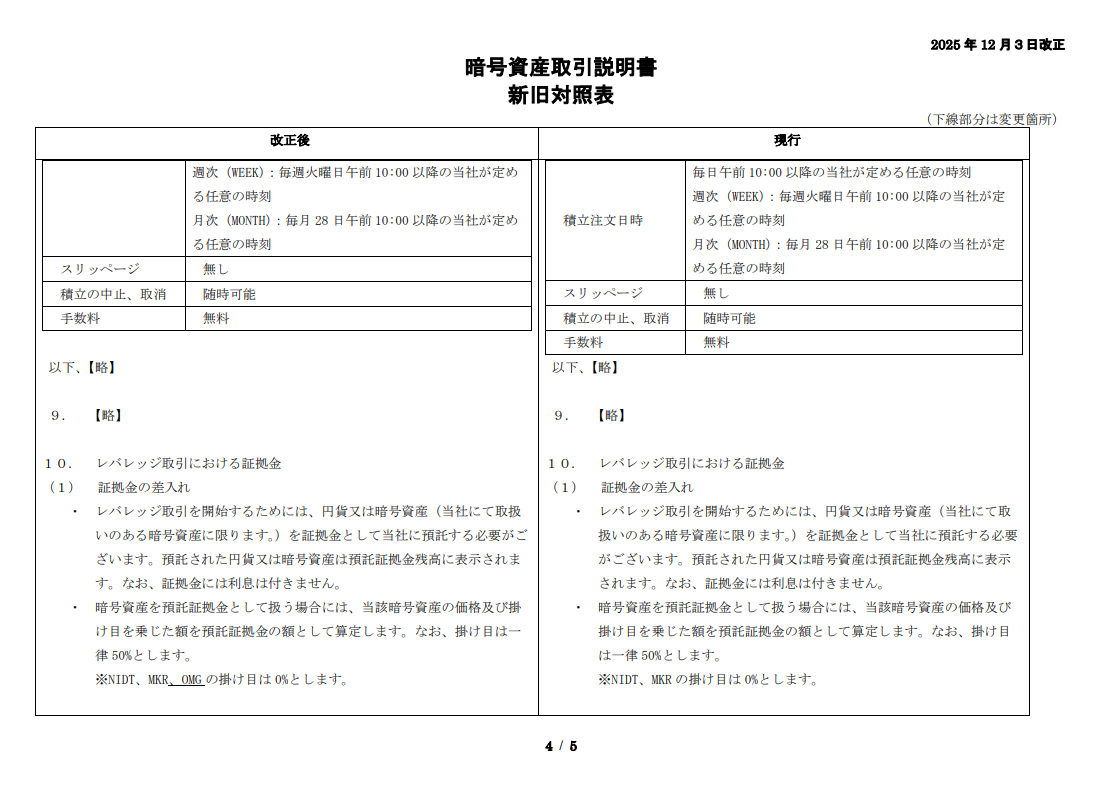 2025年12月3日改正
暗号資産取引説明書
新旧対照表
（下線部分は変更箇所）
改正後
週次（WEEK）：毎週火曜日午前10:00以降の当社が定め
る任意の時刻
月次（MONTH）：毎月28日午前10:00以降の当社が定め
る任意の時刻
スリッページ 無し
積立の中止、取消 随時可能
手数料 無料
以下、【略】
９． 【略】
１０． レバレッジ取引における証拠金
（１） 証拠金の差入れ
・ レバレッジ取引を開始するためには、円貨又は暗号資産（当社にて取扱
いのある暗号資産に限ります。）を証拠金として当社に預託する必要がご
ざいます。預託された円貨又は暗号資産は預託証拠金残高に表示されま
す。なお、証拠金には利息は付きません。
・ 暗号資産を預託証拠金として扱う場合には、当該暗号資産の価格及び掛
け目を乗じた額を預託証拠金の額として算定します。なお、掛け目は一
律50%とします。
※NIDT、MKR、OMGの掛け目は0%とします。
現行
積立注文日時
毎日午前10:00以降の当社が定める任意の時刻
週次（WEEK）：毎週火曜日午前10:00以降の当社が定
める任意の時刻
月次（MONTH）：毎月28日午前10:00以降の当社が定
める任意の時刻
スリッページ 無し
積立の中止、取消 随時可能
手数料 無料
以下、【略】
９． 【略】
１０． レバレッジ取引における証拠金
（１） 証拠金の差入れ
・ レバレッジ取引を開始するためには、円貨又は暗号資産（当社にて取
扱いのある暗号資産に限ります。）を証拠金として当社に預託する必要
がございます。預託された円貨又は暗号資産は預託証拠金残高に表示
されます。なお、証拠金には利息は付きません。
・ 暗号資産を預託証拠金として扱う場合には、当該暗号資産の価格及び
掛け目を乗じた額を預託証拠金の額として算定します。なお、掛け目
は一律50%とします。
※NIDT、MKRの掛け目は0%とします。
4 / 5